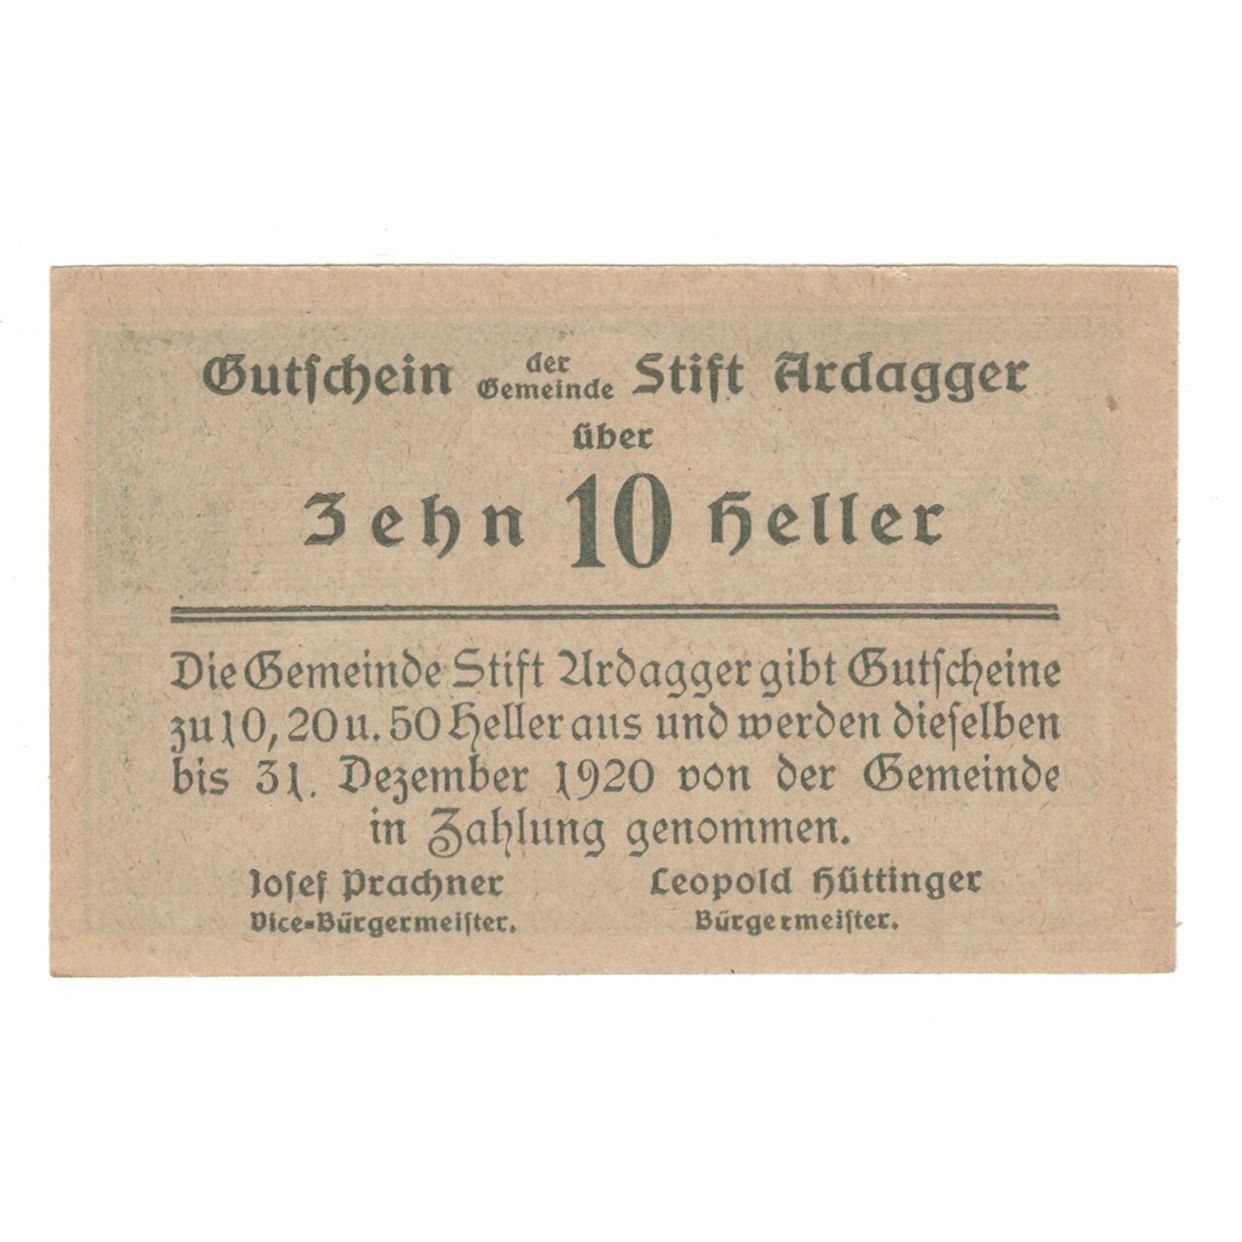 Gutschein der Gemeinde Stift Ardagger
über
Zehn 10 Heller
Die Gemeinde Stift Ardagger gibt Gutscheine
zu 10, 20 u. 50 Heller aus und werden dieselben
bis 31. Dezember 1920 von der Gemeinde
in Zahlung genommen.
Josef Prachner Leopold Hüttinger
Vice-Bürgermeister. Bürgermeister.